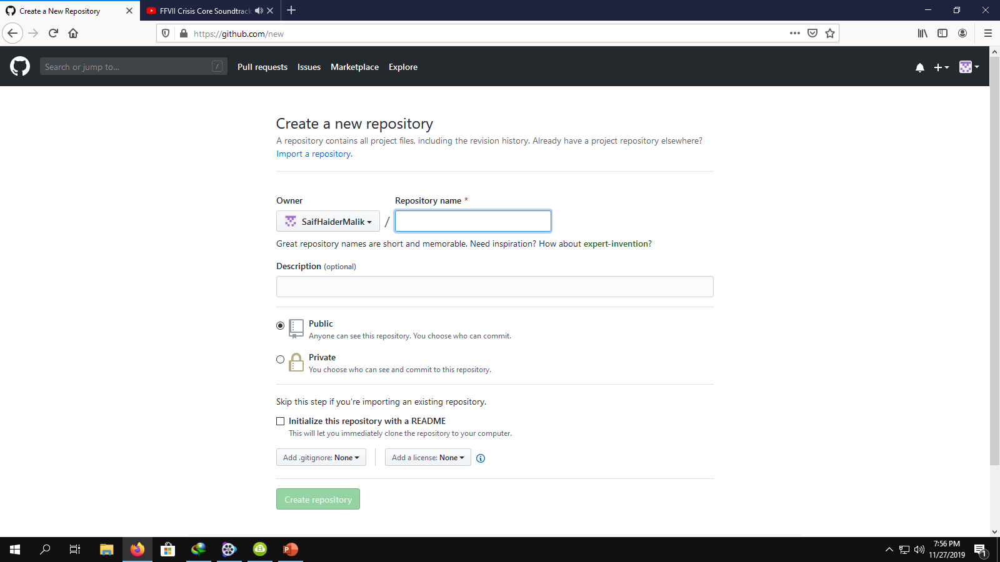 Create a New Repository
FFVII Crisis Core Soundtrack
https://github.com/new
Search or jump to...
/
Pull requests
Issues
Marketplace
Explore
Create a new repository
A repository contains all project files, including the revision history. Already have a project repository elsewhere?
Import a repository.
Owner
Repository name *
SaifHaiderMalik
/
Great repository names are short and memorable. Need inspiration? How about expert-invention?
Description (optional)
Public
Anyone can see this repository. You choose who can commit.
Private
You choose who can see and commit to this repository.
Skip this step if you’re importing an existing repository.
Initialize this repository with a README
This will let you immediately clone the repository to your computer.
Add .gitignore: None
Add a license: None
Create repository
7:56 PM
11/27/2019
1